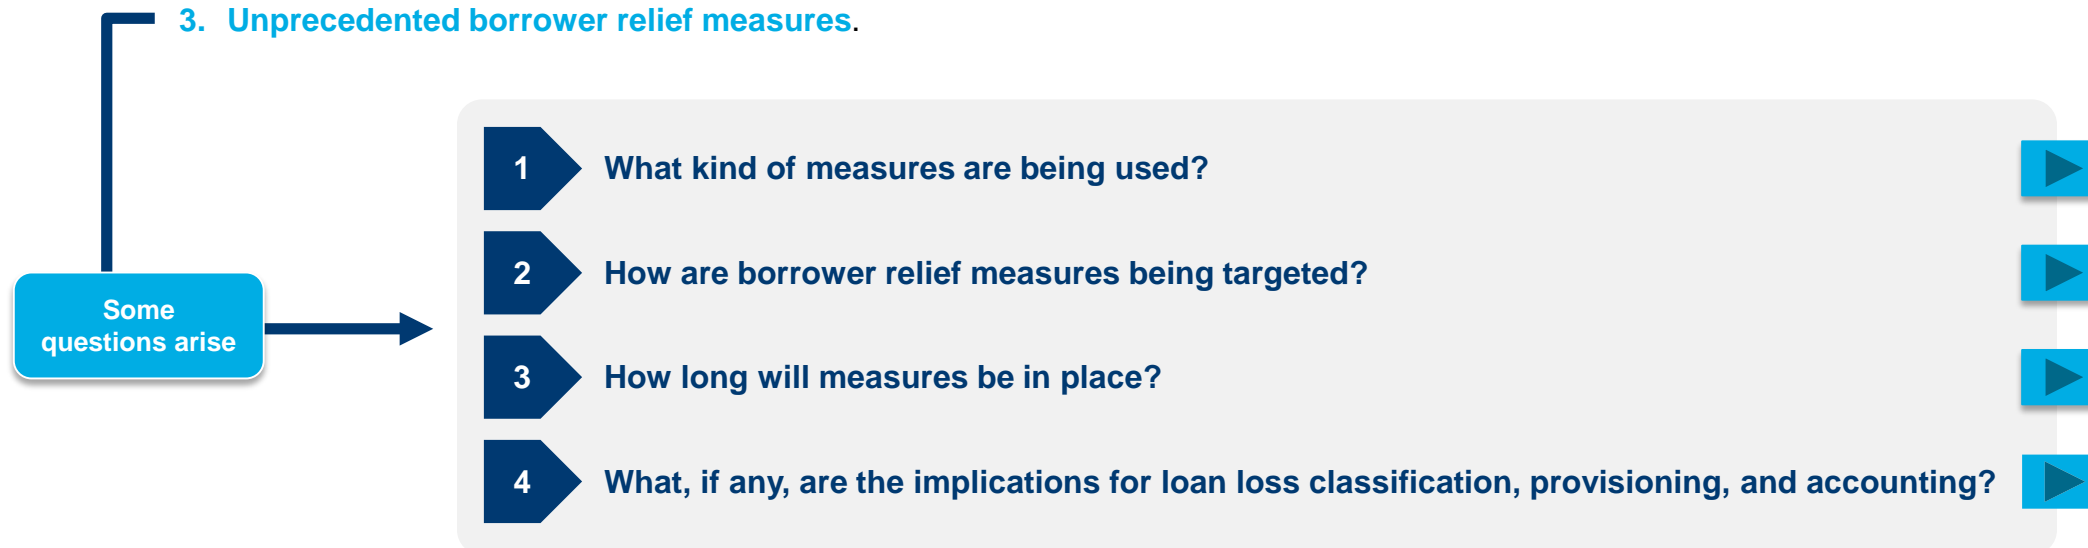 3. Unprecedented borrower relief measures.
1 What kind of measures are being used?
2 How are borrower relief measures being targeted?
Some
questions arise
3 How long will measures be in place?
4 What, if any, are the implications for loan loss classification, provisioning, and accounting?